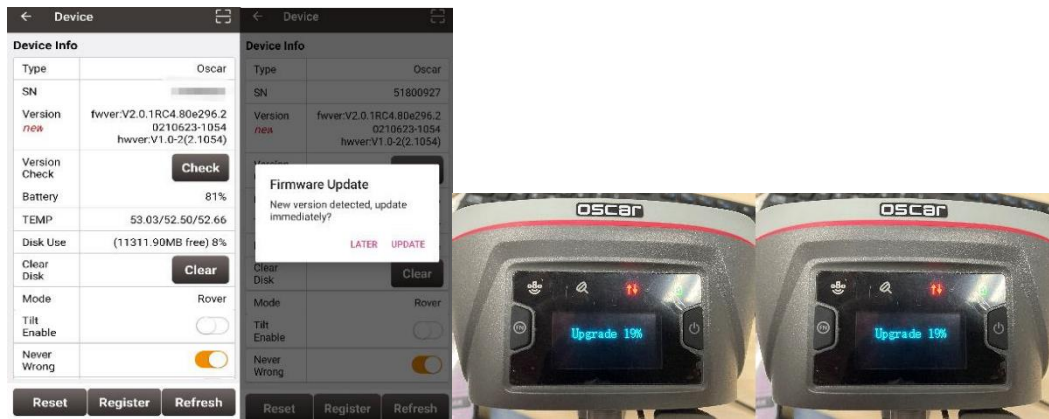 ← Device
Device Info
Type Oscar
SN
Version fwver:V2.0.1RC4.80e296.2
new 0210623-1054
hwver:V1.0-2(2.1054)
Version
Check Check
Battery 81%
TEMP 53.03/52.50/52.66
Disk Use (11311.90MB free) 8%
Clear
Disk Clear
Mode Rover
Tilt
Enable
Never
Wrong
Reset Register Refresh
← Device
Device Info
Type Oscar
SN 51800927
Version fwver:V2.0.1RC4.80e296.2
new 0210623-1054
hwver:V1.0-2(2.1054)
Version
Firmware Update
New version detected, update
immediately?
LATER UPDATE
Clear
Disk Clear
Mode Rover
Tilt
Enable
Never
Wrong
Reset Register Refresh
oscar
FN
Upgrade 19%
oscar
FN
Upgrade 19%